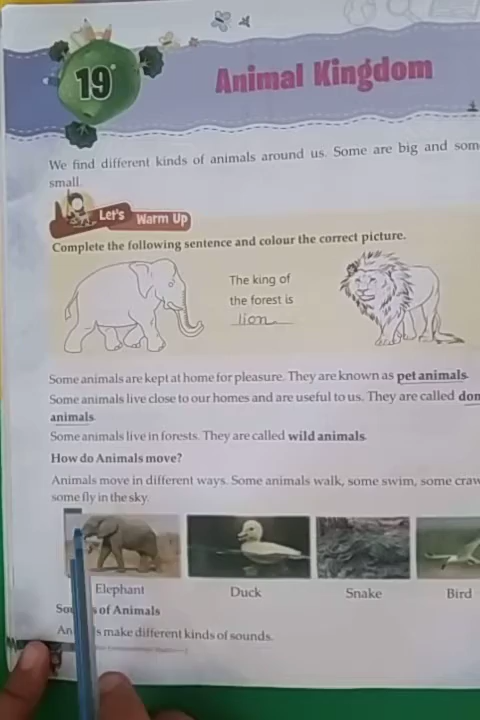 19
Animal Kingdom
We find different kinds of animals around us. Some are big and som
small.
Let's Warm Up
Complete the following sentence and colour the correct picture.
The king of
the forest is
lion
Some animals are kept at home for pleasure. They are known as pet animals.
Some animals live close to our homes and are useful to us. They are called dom
animals.
Some animals live in forests. They are called wild animals.
How do Animals move?
Animals move in different ways. Some animals walk, some swim, some craw
some fly in the sky.
Elephant Duck Snake Bird
of Animals
make different kinds of sounds.